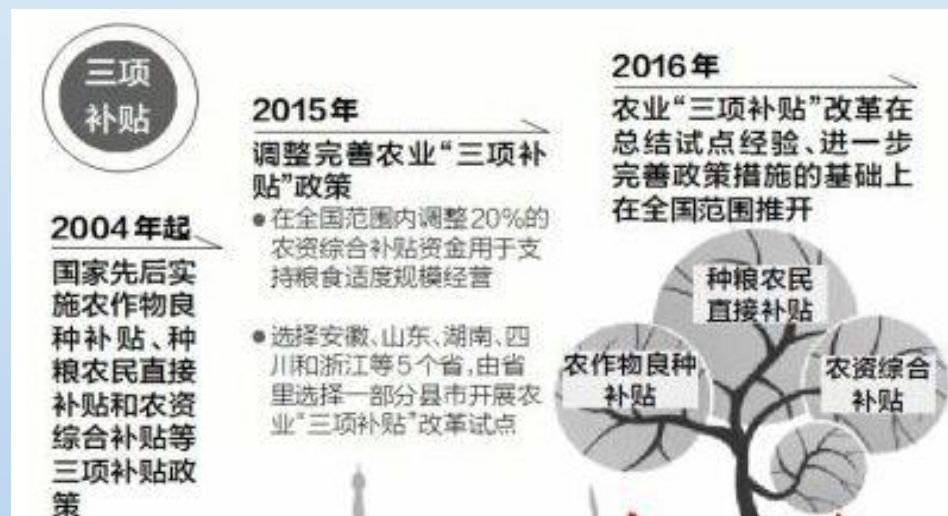 三项
补贴
2004年起
国家先后实
施农作物良
种补贴、种
粮农民直接
补贴和农资
综合补贴等
三项补贴政
策
2015年
调整完善农业“三项补
贴”政策
●在全国范围内调整20%的
农资综合补贴资金用于支
持粮食适度规模经营
●选择安徽、山东、湖南、四
川和浙江等5个省,由省
里选择一部分县市开展农
业“三项补贴”改革试点
2016年
农业“三项补贴”改革在
总结试点经验、进一步
完善政策措施的基础上
在全国范围推开
种粮农民
直接补贴
农作物良种
补贴
农资综合
补贴